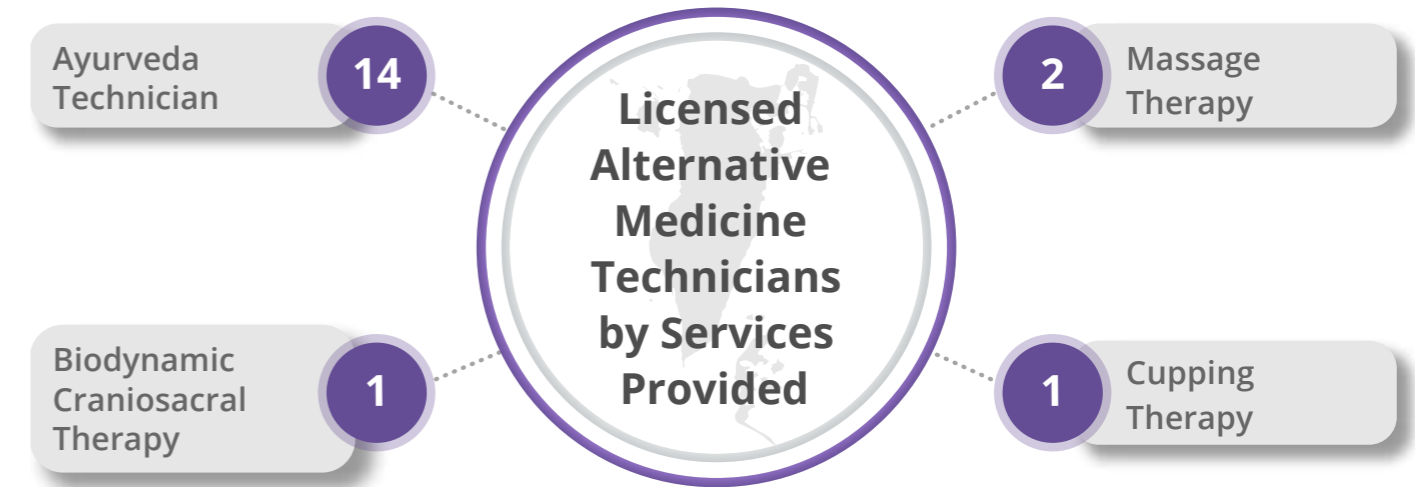 Ayurveda
Technician
14
Licensed
Alternative
Medicine
Technicians
by Services
Provided
2
Massage
Therapy
Biodynamic
Craniosacral
Therapy
1
1
Cupping
Therapy